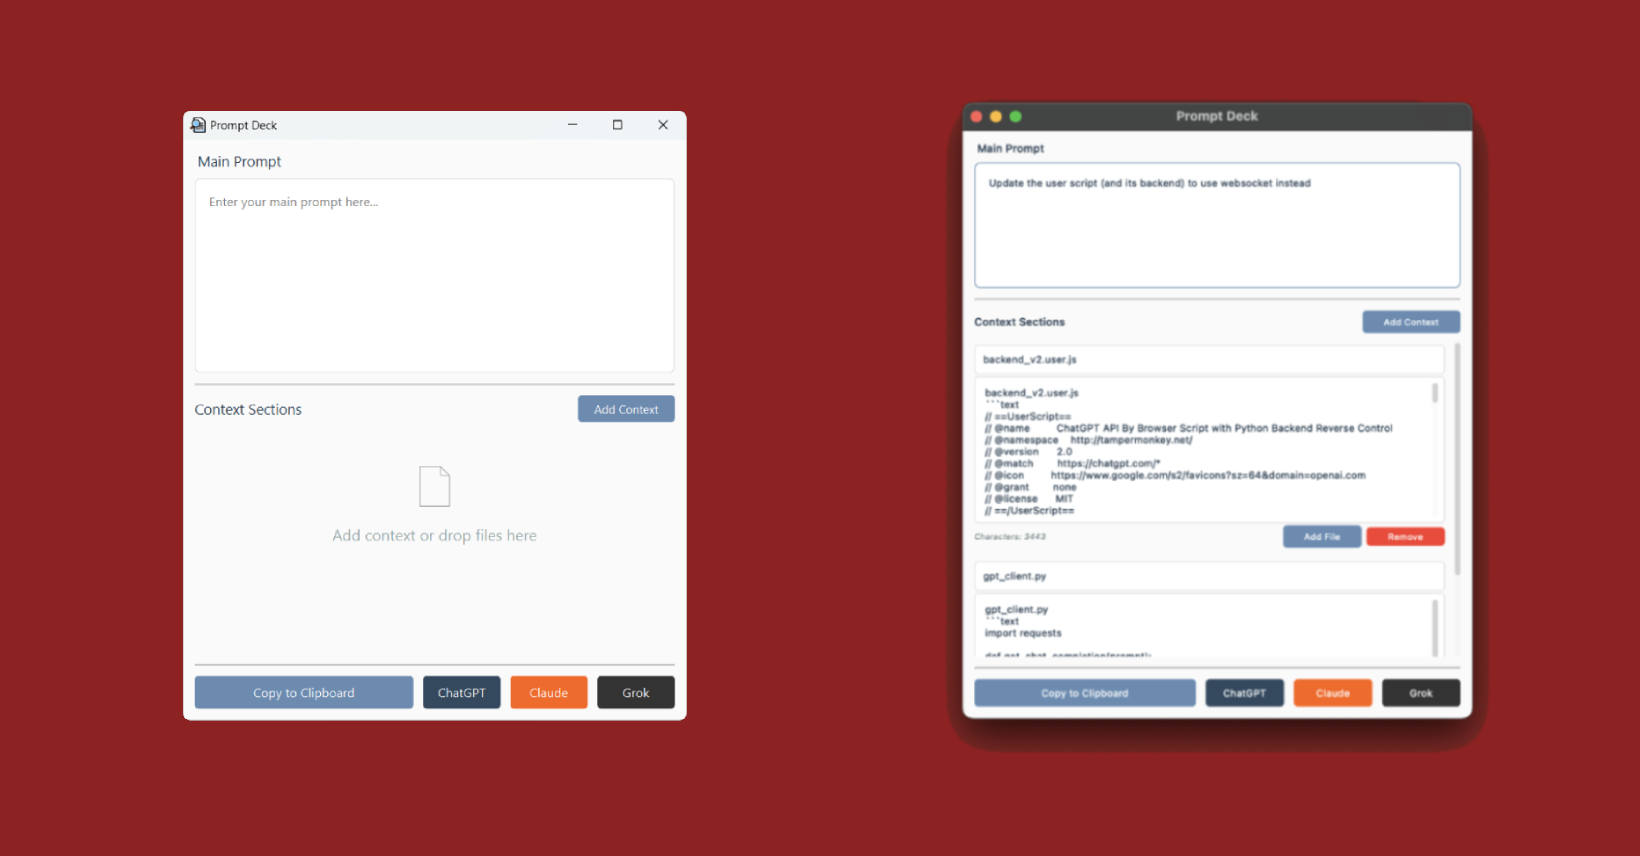 Prompt Deck
Main Prompt
Enter your main prompt here...
Context Sections
Add Context
Add context or drop files here
Copy to Clipboard
ChatGPT
Claude
Grok
Prompt Deck
Main Prompt
Update the user script (and its backend) to use websocket instead
Context Sections
Add Context
backend_v2.user.js
backend_v2.user.js
```text
// ==UserScript==
// @name ChatGPT API By Browser Script with Python Backend Reverse Control
// @namespace http://tampermonkey.net/
// @version 2.0
// @match https://chatgpt.com/*
// @icon https://www.google.com/s2/favicons?sz=64&domain=openai.com
// @grant none
// @license MIT
// ==/UserScript==
Characters: 3443
Add File
Remove
gpt_client.py
gpt_client.py
```text
import requests
def gpt_chat_completion(prompt):
Copy to Clipboard
ChatGPT
Claude
Grok